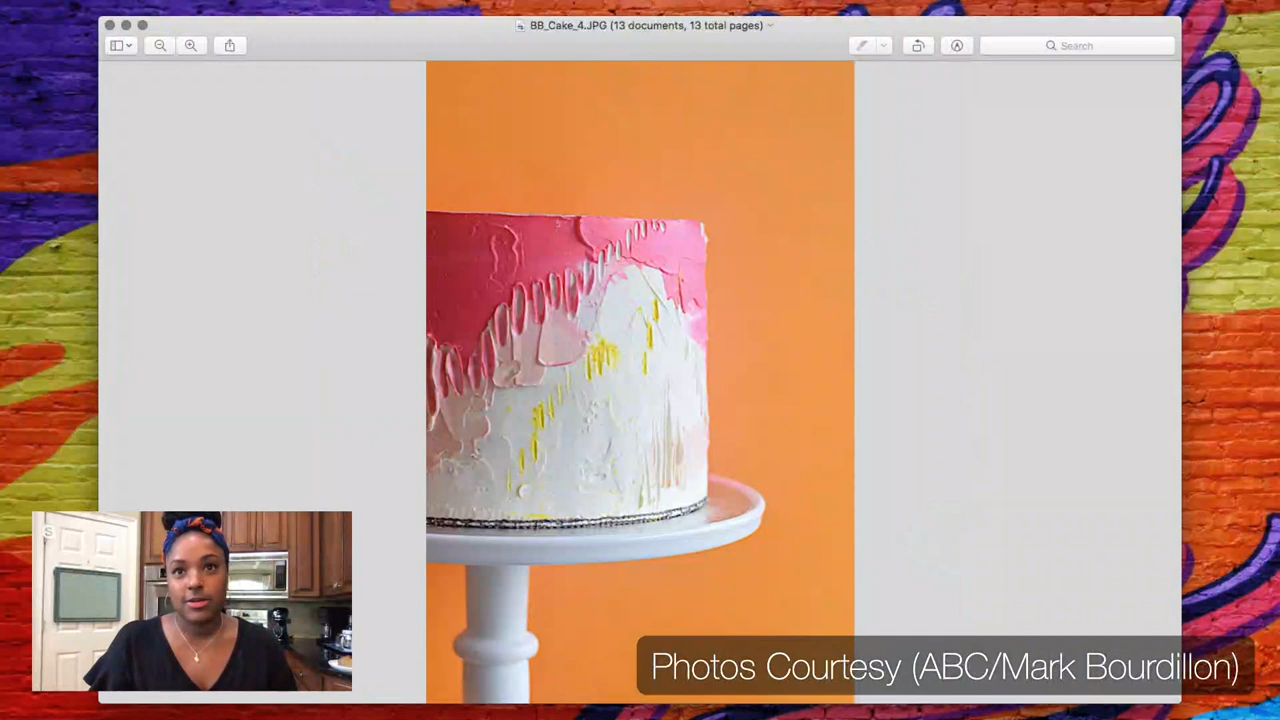 BB_Cake_4.JPG (13 documents, 13 total pages)
Search
S
Photos Courtesy (ABC/Mark Bourdillon)